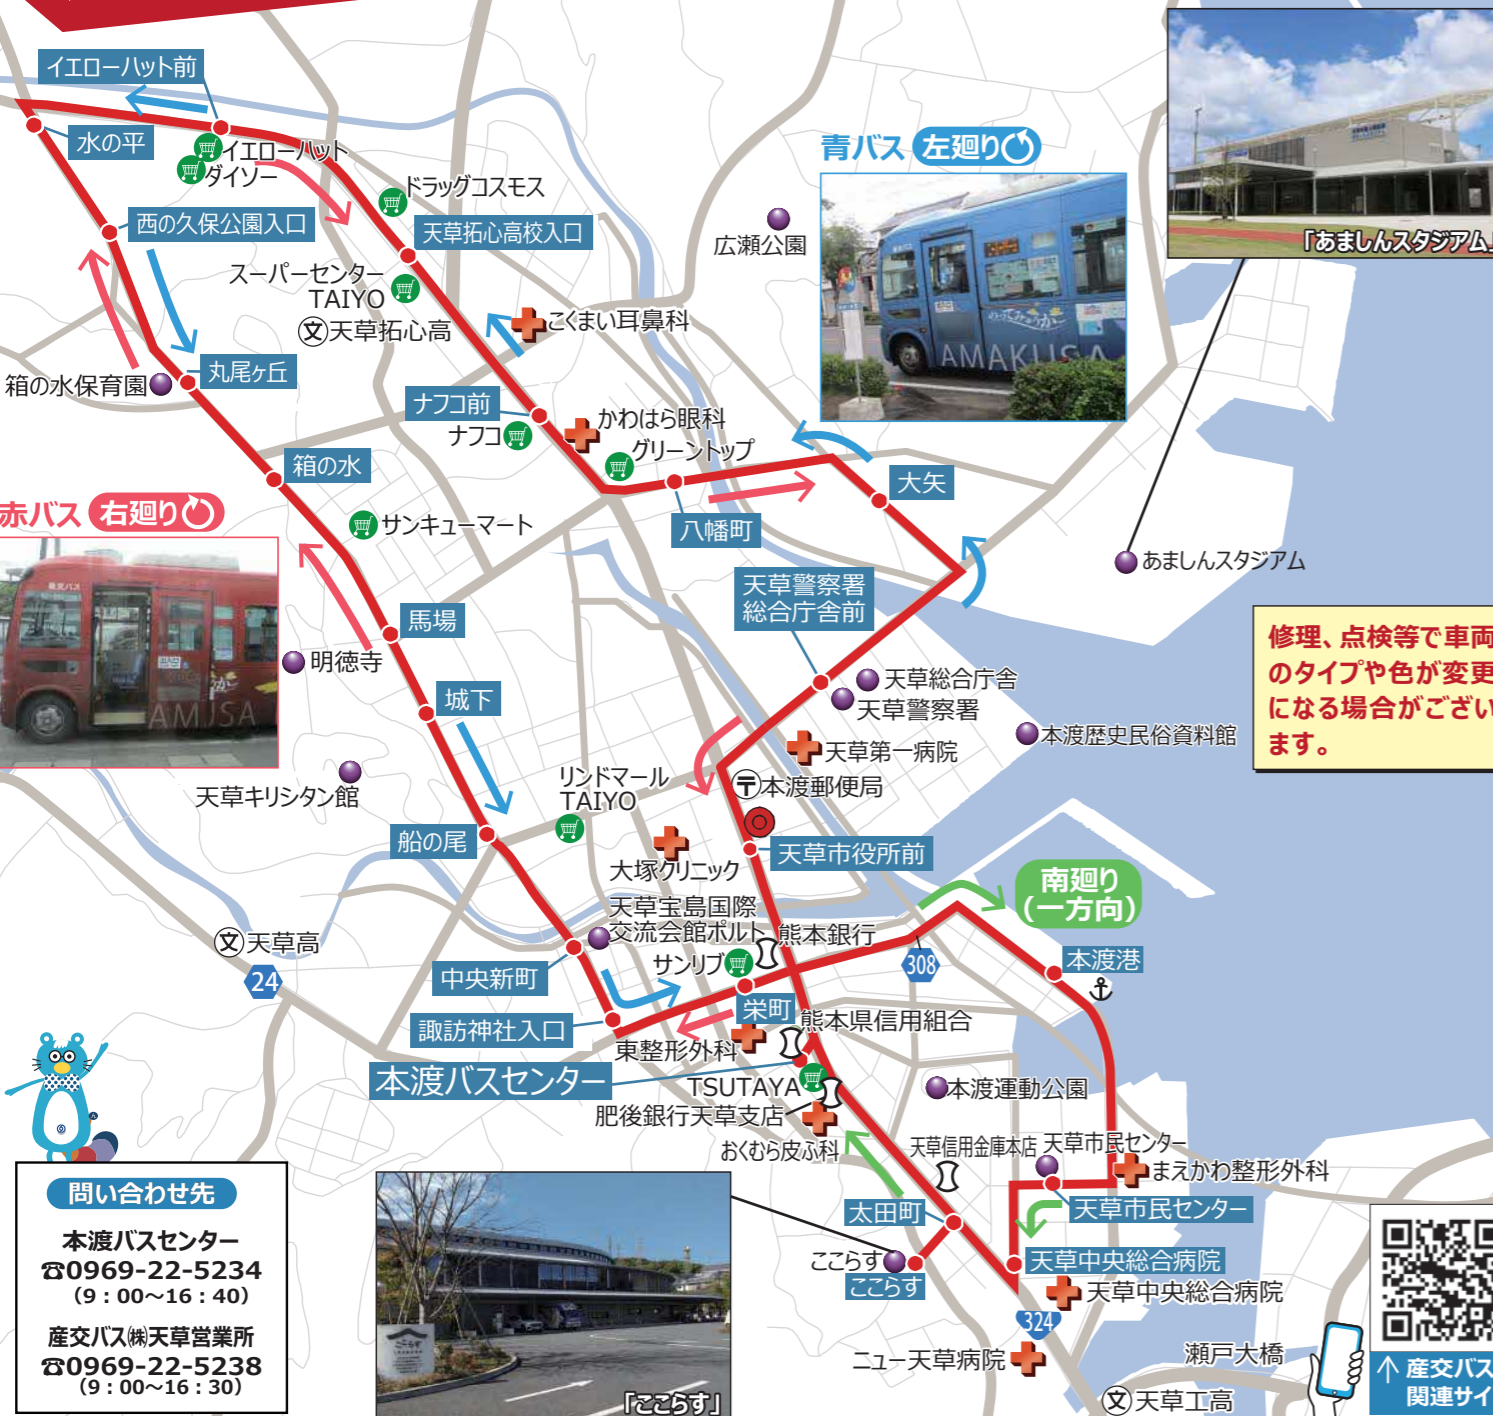 イエローハット前
水の平
イエローハット
ダイソー
ドラッグコスモス
西の久保公園入口
天草拓心高校入口
スーパーセンター
TAIYO
文 天草拓心高
こくまい耳鼻科
広瀬公園
青バス 左廻り
AMAKUSA
「あましんスタジアム」
箱の水保育園
丸尾ヶ丘
ナフコ前
ナフコ
かわはら眼科
グリーントップ
箱の水
八幡町
大矢
赤バス 右廻り
サンキューマート
産交バス
AMUSA
あましんスタジアム
天草警察署
総合庁舎前
馬場
明徳寺
天草総合庁舎
天草警察署
修理、点検等で車両
のタイプや色が変更
になる場合がござい
ます。
城下
本渡歴史民俗資料館
天草第一病院
天草キリシタン館
リンドマール
TAIYO
〒本渡郵便局
船の尾
大塚クリニック
天草市役所前
南廻り
(一方向)
天草宝島国際
交流会館ポルト
熊本銀行
文 天草高
24
サンリブ
308
本渡港
中央新町
栄町
諏訪神社入口
熊本県信用組合
東整形外科
本渡バスセンター
TSUTAYA
肥後銀行天草支店
本渡運動公園
おくむら皮ふ科
天草信用金庫本店
天草市民センター
まえかわ整形外科
太田町
天草市民センター
ここらす
ここらす
天草中央総合病院
天草中央総合病院
324
ニュー天草病院
瀬戸大橋
文 天草工高
問い合わせ先
本渡バスセンター
☎0969-22-5234
(9:00〜16:40)
産交バス㈱天草営業所
☎0969-22-5238
(9:00〜16:30)
ここらす
「ここらす」
↑産交バス
関連サイ